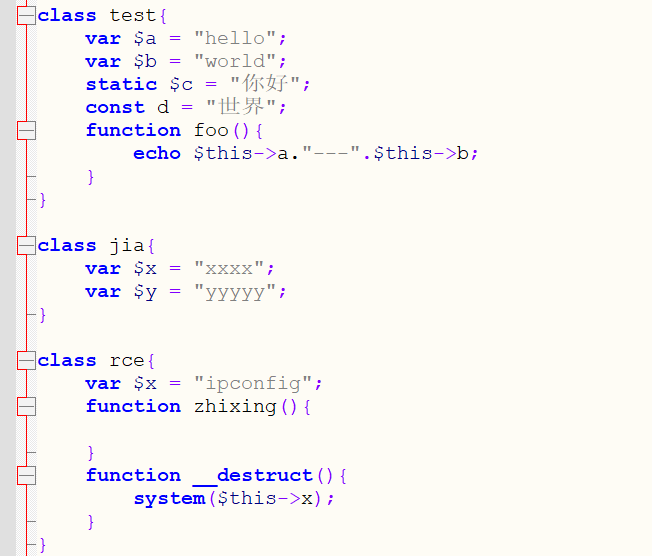 class test{
    var $a = "hello";
    var $b = "world";
    static $c = "你好";
    const d = "世界";
    function foo(){
        echo $this->a."---".$this->b;
    }
}
class jia{
    var $x = "xxxx";
    var $y = "yyyyy";
}
class rce{
    var $x = "ipconfig";
    function zhixing(){
    }
    function __destruct(){
        system($this->x);
    }
}